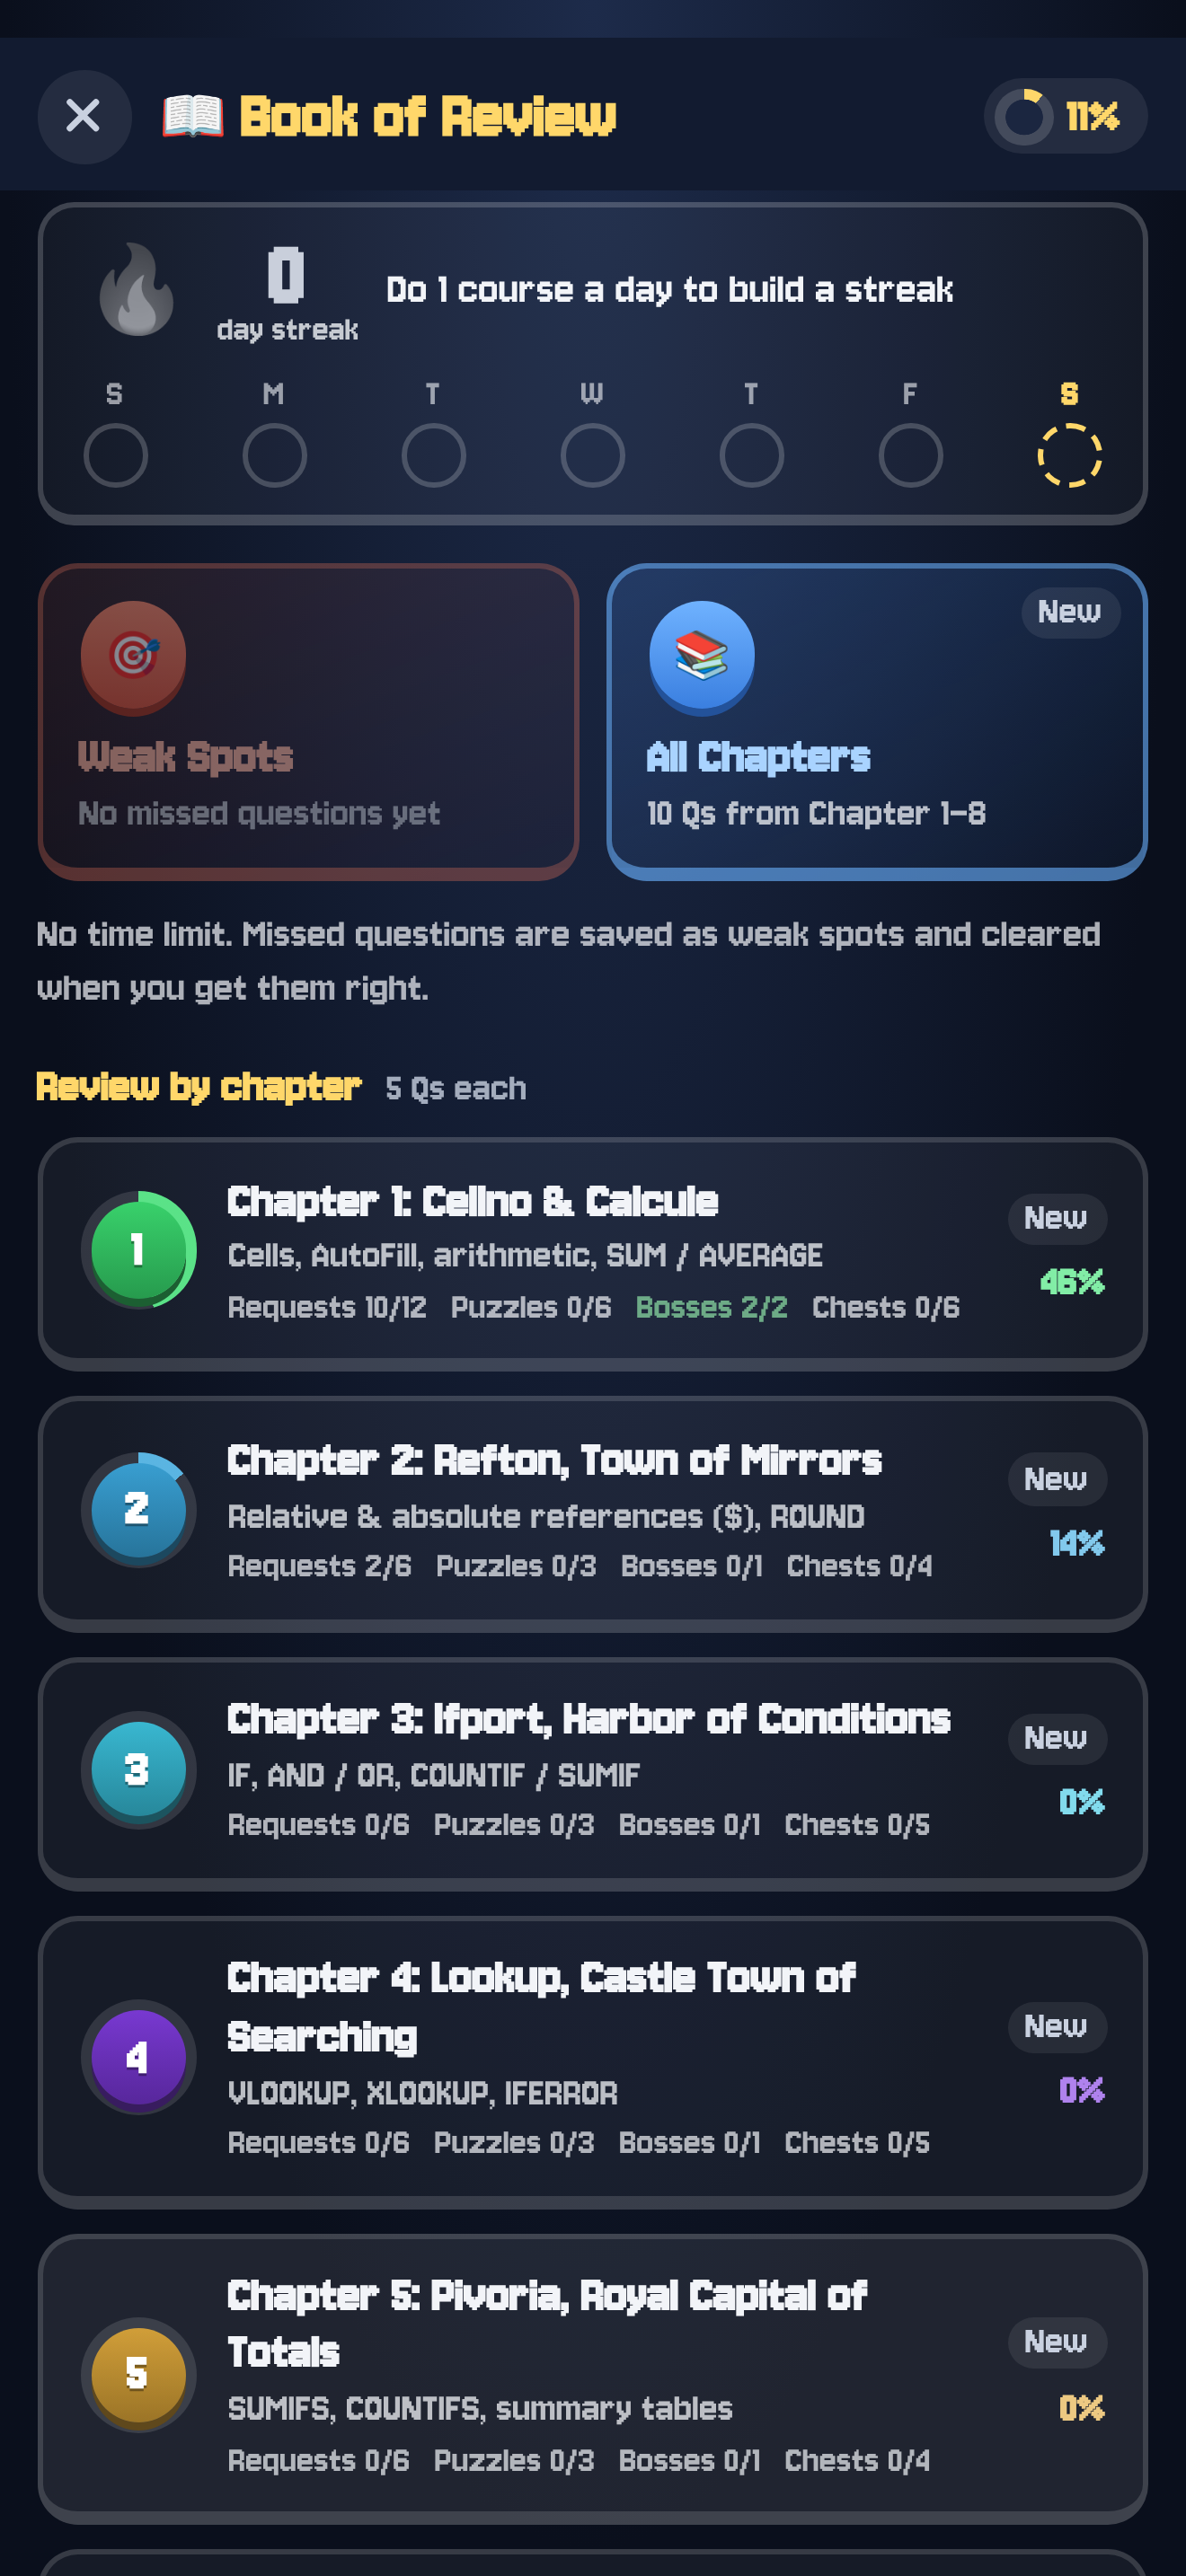 Book of Review
11%
0
day streak
Do 1 course a day to build a streak
S M T W T F S
New
Weak Spots
No missed questions yet
All Chapters
10 Qs from Chapter 1–8
No time limit. Missed questions are saved as weak spots and cleared
when you get them right.
Review by chapter 5 Qs each
1
Chapter 1: Cellno & Calcule
Cells, AutoFill, arithmetic, SUM / AVERAGE
Requests 10/12 Puzzles 0/6 Bosses 2/2 Chests 0/6
New
46%
2
Chapter 2: Refton, Town of Mirrors
Relative & absolute references ($), ROUND
Requests 2/6 Puzzles 0/3 Bosses 0/1 Chests 0/4
New
14%
3
Chapter 3: Ifport, Harbor of Conditions
IF, AND / OR, COUNTIF / SUMIF
Requests 0/6 Puzzles 0/3 Bosses 0/1 Chests 0/5
New
0%
4
Chapter 4: Lookup, Castle Town of
Searching
VLOOKUP, XLOOKUP, IFERROR
Requests 0/6 Puzzles 0/3 Bosses 0/1 Chests 0/5
New
0%
5
Chapter 5: Pivoria, Royal Capital of
Totals
SUMIFS, COUNTIFS, summary tables
Requests 0/6 Puzzles 0/3 Bosses 0/1 Chests 0/4
New
0%